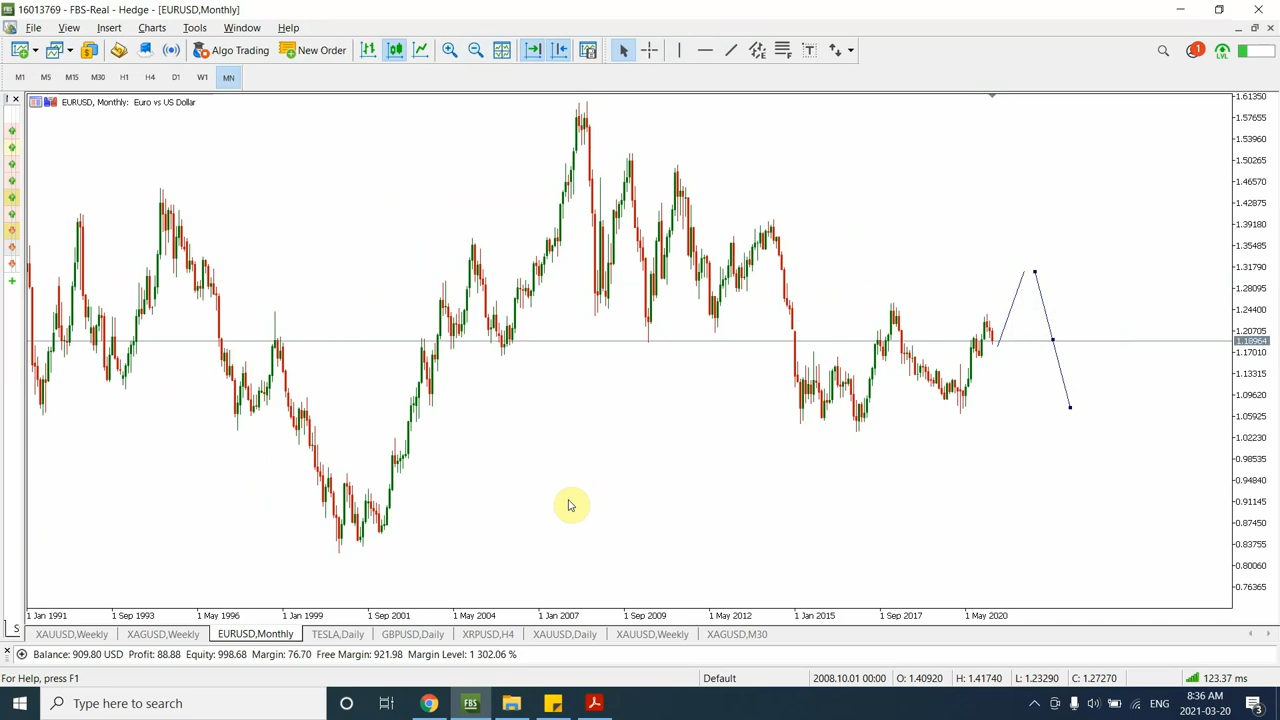 16013769 - FBS-Real - Hedge - [EURUSD,Monthly]
File View Insert Charts Tools Window Help
Algo Trading New Order 1 LVL
M1 M5 M15 M30 H1 H4 D1 W1 MN
EURUSD, Monthly: Euro vs US Dollar
1.61350
1.57655
1.53960
1.50265
1.46570
1.42875
1.39180
1.35485
1.31790
1.28095
1.24400
1.20705
1.18964
1.17010
1.13315
1.09620
1.05925
1.02230
0.98535
0.94840
0.91145
0.87450
0.83755
0.80060
0.76365
1 Jan 1991 1 Sep 1993 1 May 1996 1 Jan 1999 1 Sep 2001 1 May 2004 1 Jan 2007 1 Sep 2009 1 May 2012 1 Jan 2015 1 Sep 2017 1 May 2020
S XAUUSD,Weekly XAGUSD,Weekly EURUSD,Monthly TESLA,Daily GBPUSD,Daily XRPUSD,H4 XAUUSD,Daily XAUUSD,Weekly XAGUSD,M30
Balance: 909.80 USD Profit: 88.88 Equity: 998.68 Margin: 76.70 Free Margin: 921.98 Margin Level: 1 302.06 %
For Help, press F1 Default 2008.10.01 00:00 O: 1.40920 H: 1.41740 L: 1.23290 C: 1.27270 123.37 ms
Type here to search FBS ENG 8:36 AM
2021-03-20 3